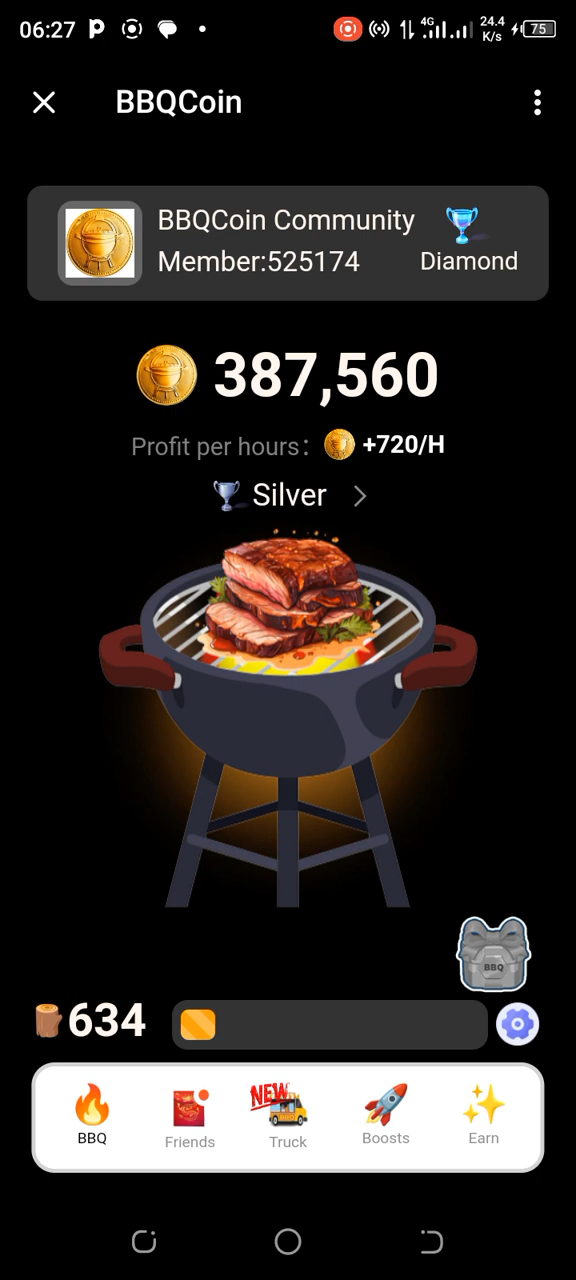 06:27
4G
24.4
K/s
75
BBQCoin
BBQCoin Community
Member:525174
Diamond
387,560
Profit per hours:
+720/H
Silver
BBQ
634
NEW
BBQ
Friends
Truck
Boosts
Earn